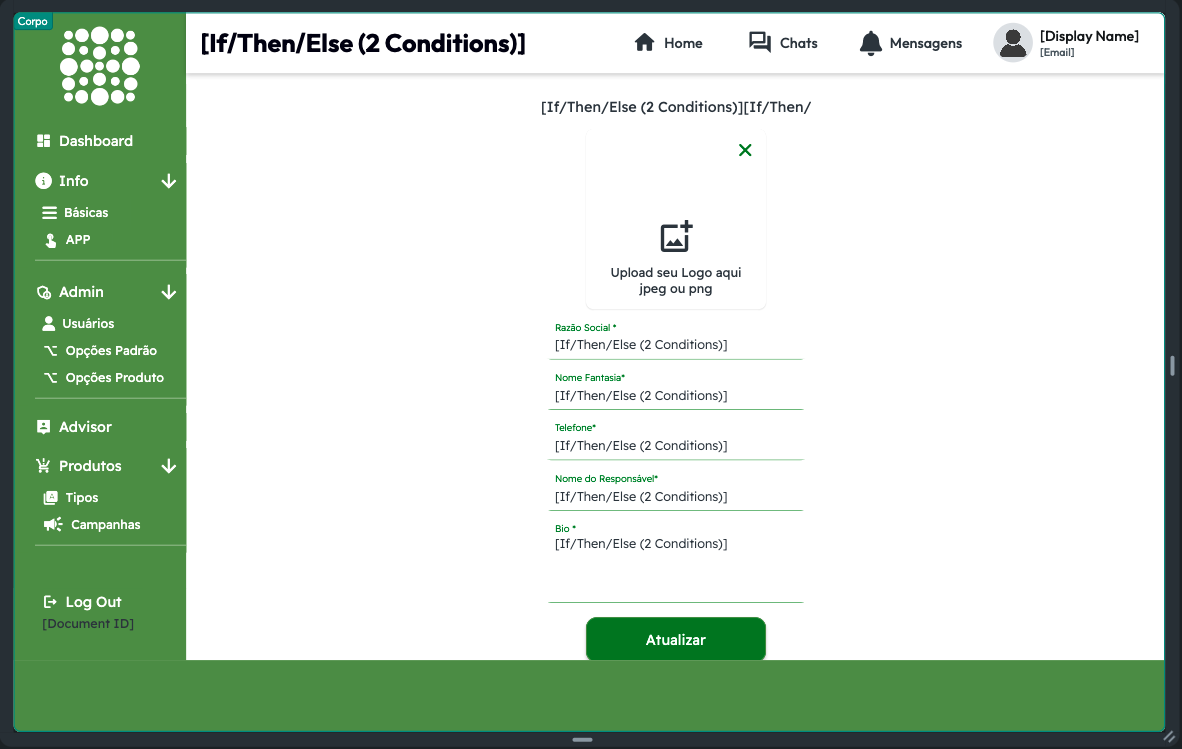 Corpo
[If/Then/Else (2 Conditions)]
Home
Chats
Mensagens
[Display Name]
[Email]
Dashboard
Info
Básicas
APP
Admin
Usuários
Opções Padrão
Opções Produto
Advisor
Produtos
Tipos
Campanhas
Log Out
[Document ID]
[If/Then/Else (2 Conditions)][If/Then/
Upload seu Logo aqui
jpeg ou png
Razão Social *
[If/Then/Else (2 Conditions)]
Nome Fantasia*
[If/Then/Else (2 Conditions)]
Telefone*
[If/Then/Else (2 Conditions)]
Nome do Responsável*
[If/Then/Else (2 Conditions)]
Bio *
[If/Then/Else (2 Conditions)]
Atualizar